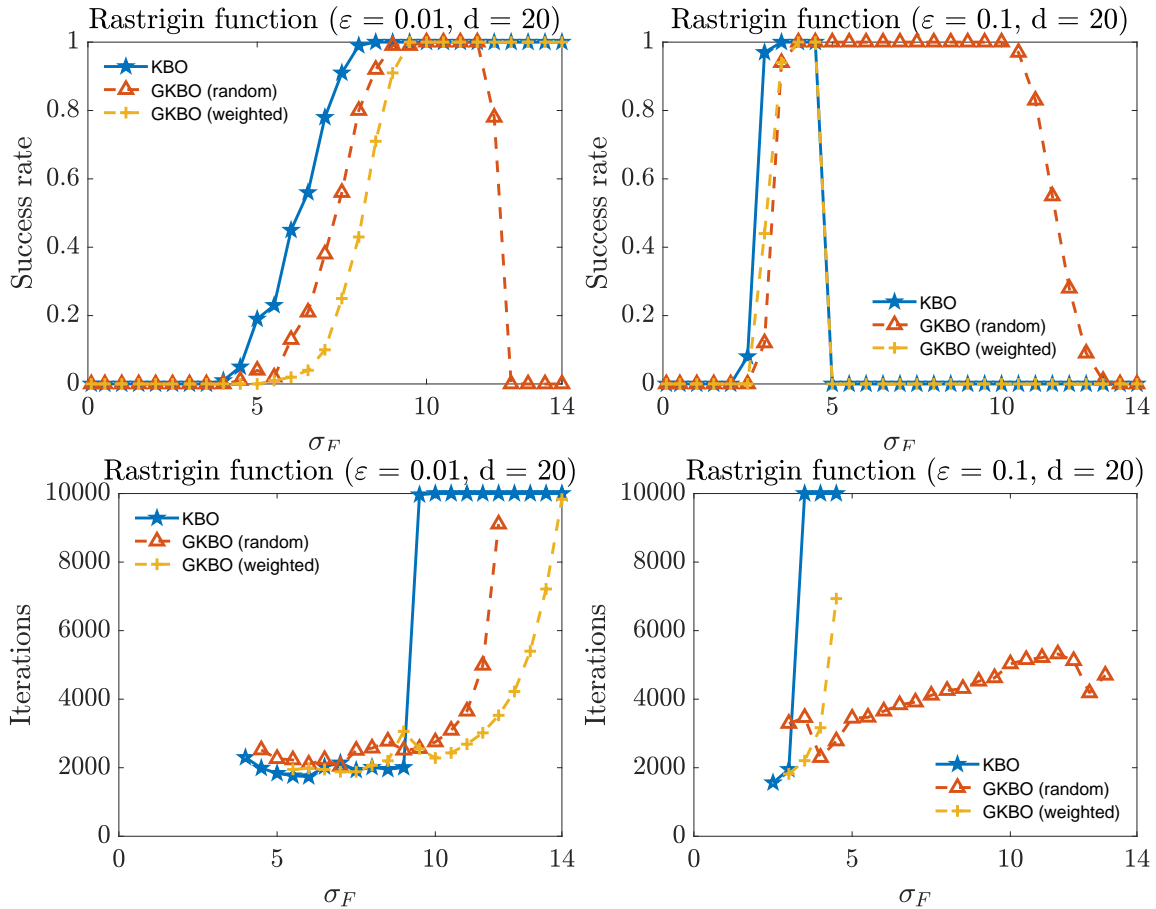 Rastrigin function (ε = 0.01, d = 20)
1
0.8
0.6
0.4
0.2
0
Success rate
KBO
GKBO (random)
GKBO (weighted)
0
5
10
14
σ_F
Rastrigin function (ε = 0.1, d = 20)
1
0.8
0.6
0.4
0.2
0
Success rate
KBO
GKBO (random)
GKBO (weighted)
0
5
10
14
σ_F
Rastrigin function (ε = 0.01, d = 20)
10000
8000
6000
4000
2000
0
Iterations
KBO
GKBO (random)
GKBO (weighted)
0
5
10
14
σ_F
Rastrigin function (ε = 0.1, d = 20)
10000
8000
6000
4000
2000
0
Iterations
KBO
GKBO (random)
GKBO (weighted)
0
5
10
14
σ_F